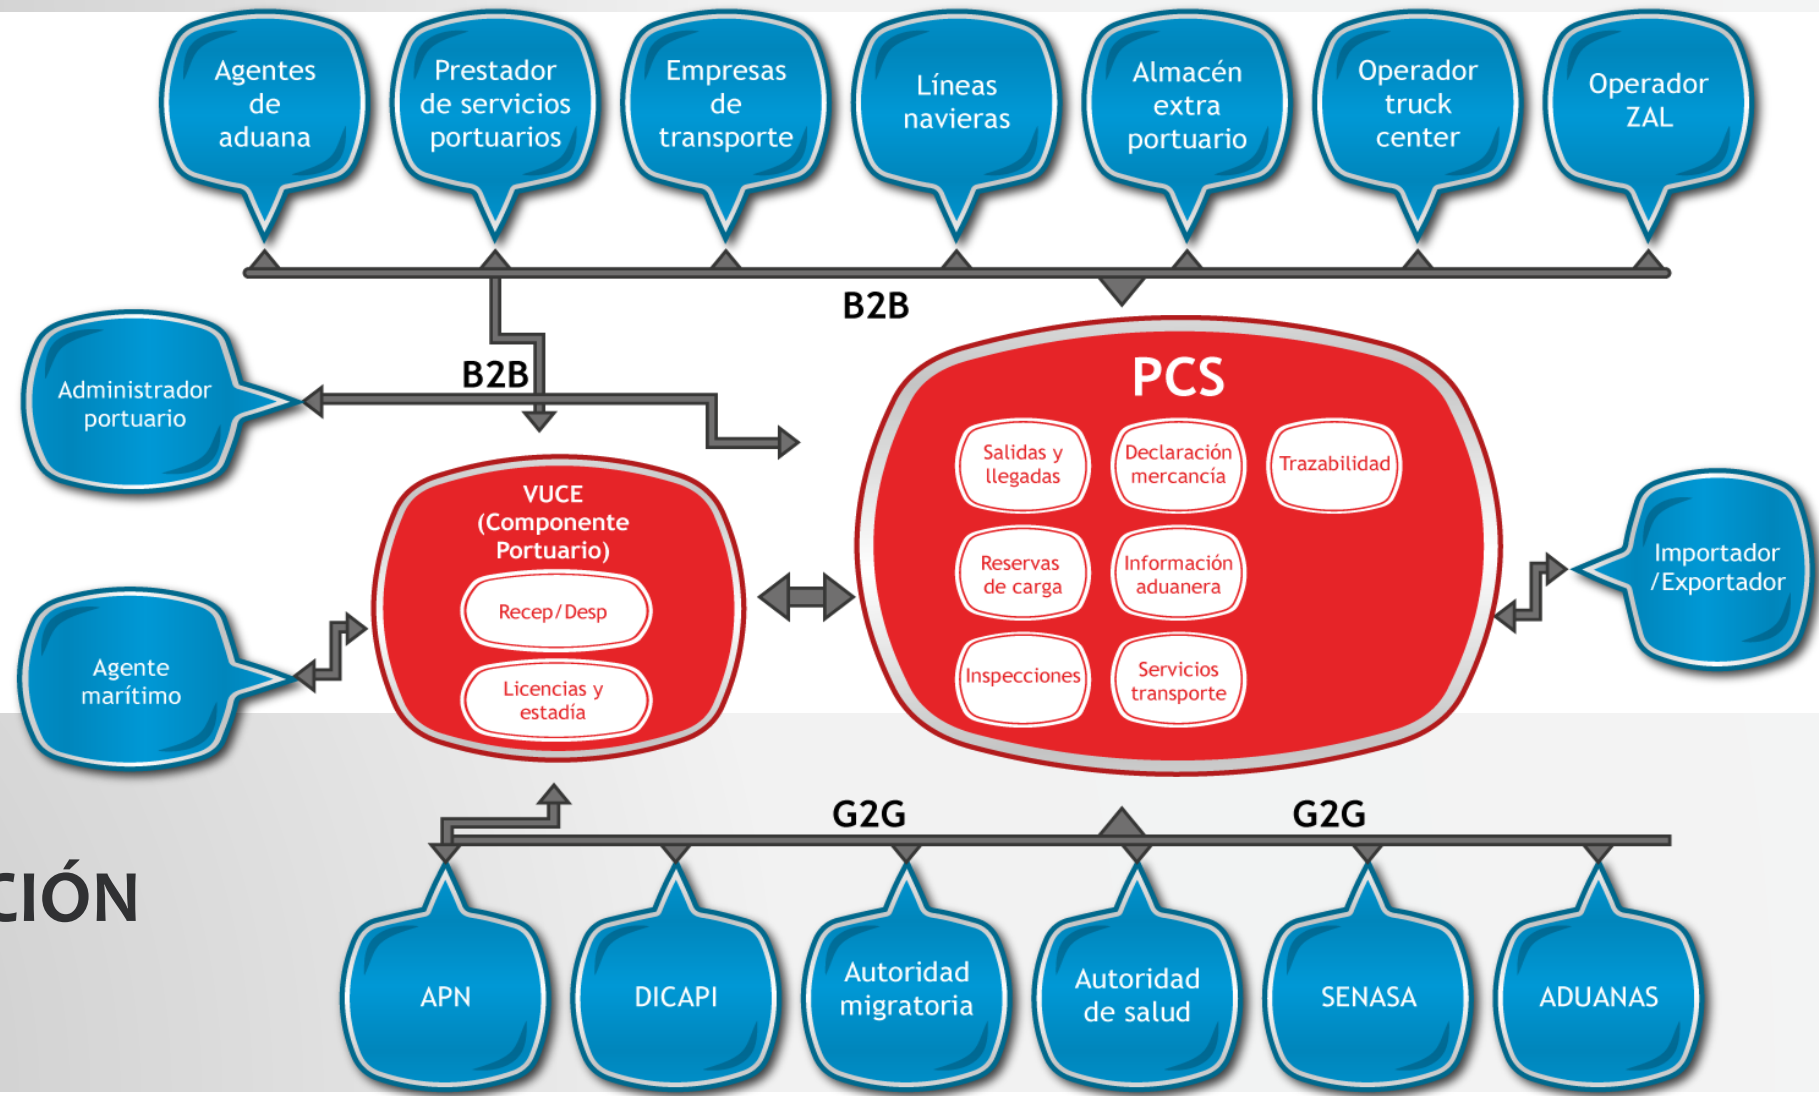 Agentes
de
aduana
Prestador
de servicios
portuarios
Empresas
de
transporte
Líneas
navieras
Almacén
extra
portuario
Operador
truck
center
Operador
ZAL
B2B
B2B
Administrador
portuario
PCS
Salidas y
llegadas
Declaración
mercancía
Trazabilidad
Reservas
de carga
Información
aduanera
Inspecciones
Servicios
transporte
VUCE
(Componente
Portuario)
Recep/Desp
Licencias y
estadía
Importador
/Exportador
Agente
marítimo
G2G
G2G
CIÓN
APN
DICAPI
Autoridad
migratoria
Autoridad
de salud
SENASA
ADUANAS